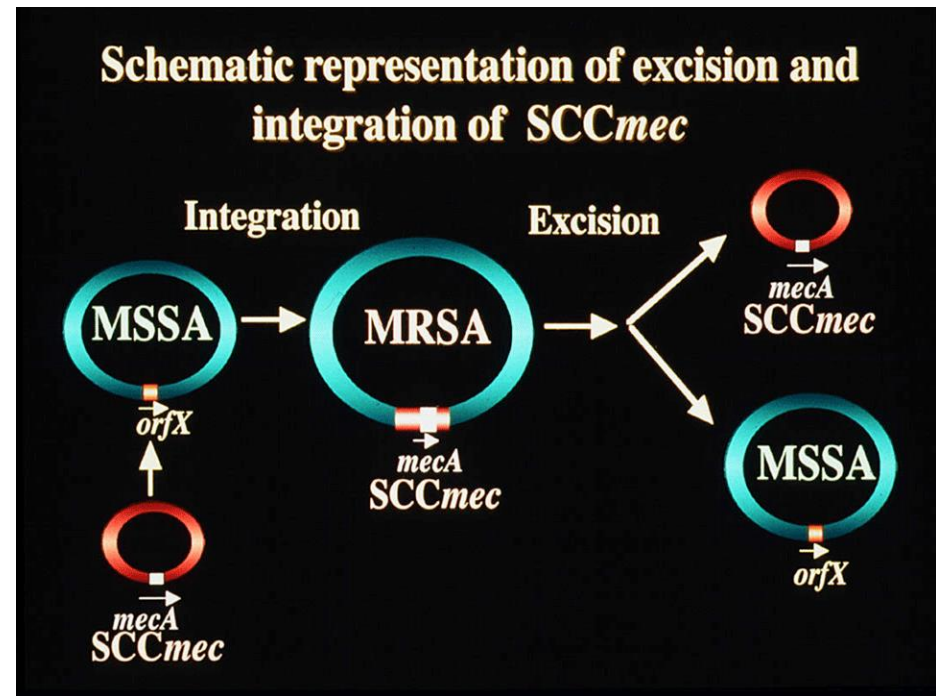 Schematic representation of excision and
integration of SCCmec
Integration
Excision
MSSA
orfX
mecA
SCCmec
MRSA
mecA
SCCmec
mecA
SCCmec
MSSA
orfX